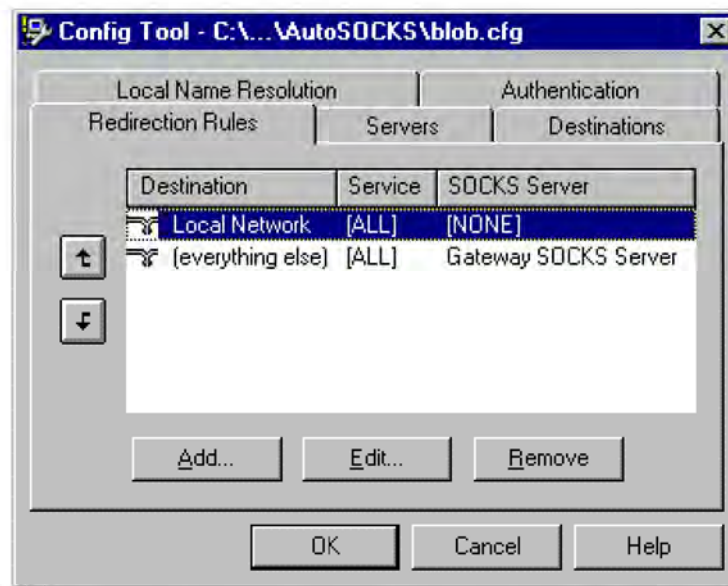 Config Tool - C:\...\AutoSOCKS\blob.cfg
Local Name Resolution Authentication
Redirection Rules Servers Destinations
Destination Service SOCKS Server
Local Network [ALL] [NONE]
(everything else) [ALL] Gateway SOCKS Server
Add... Edit... Remove
OK Cancel Help